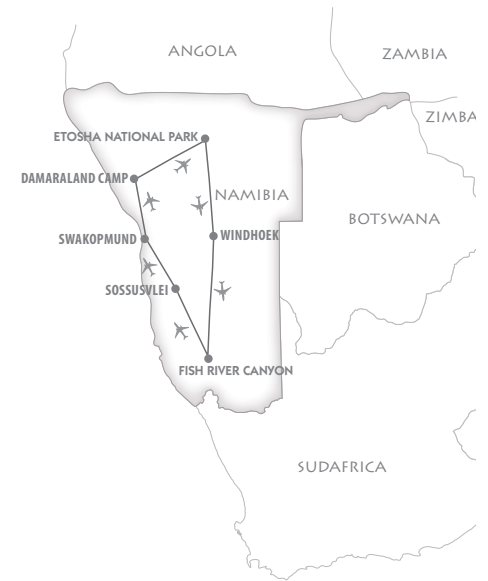 ANGOLA
ZAMBIA
ZIMBA
ETOSHA NATIONAL PARK
DAMARALAND CAMP
NAMIBIA
BOTSWANA
SWAKOPMUND
WINDHOEK
SOSSUSVLEI
FISH RIVER CANYON
SUDAFRICA